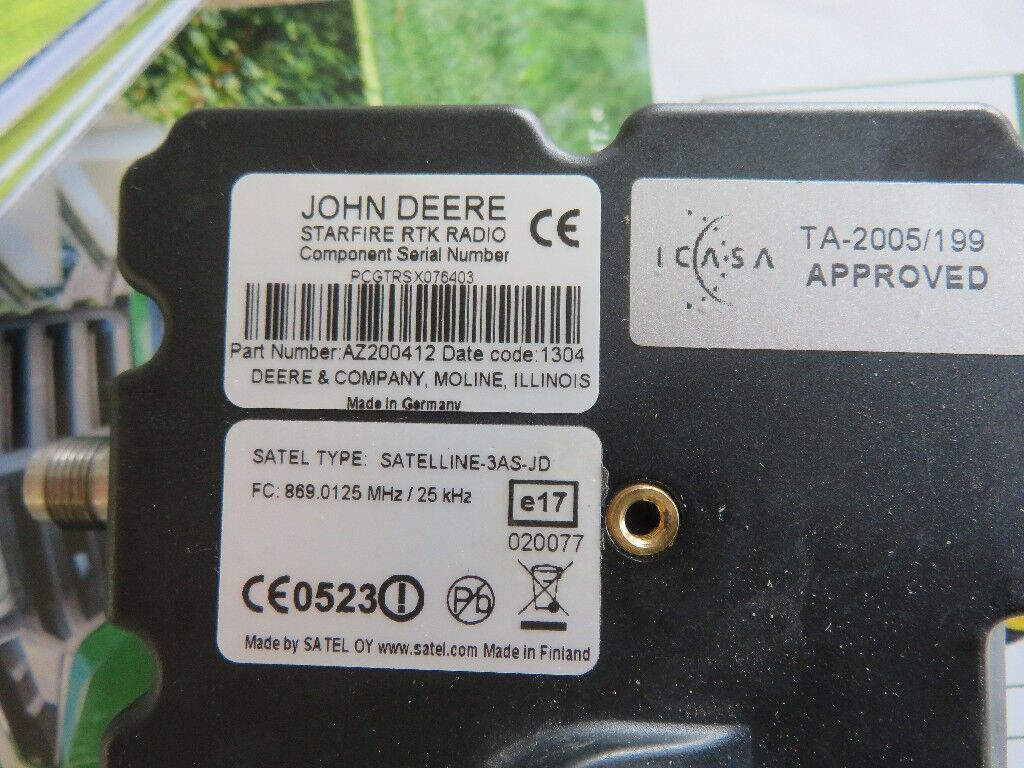 JOHN DEERE
STARFIRE RTK RADIO
Component Serial Number
CE
PCGTRSX076403
Part Number:AZ200412 Date code:1304
DEERE & COMPANY, MOLINE, ILLINOIS
Made in Germany
ICASA
TA-2005/199
APPROVED
SATEL TYPE: SATELLINE-3AS-JD
FC: 869.0125 MHz / 25 kHz
e17
020077
CE0523
Pb
Made by SATEL OY www.satel.com Made in Finland